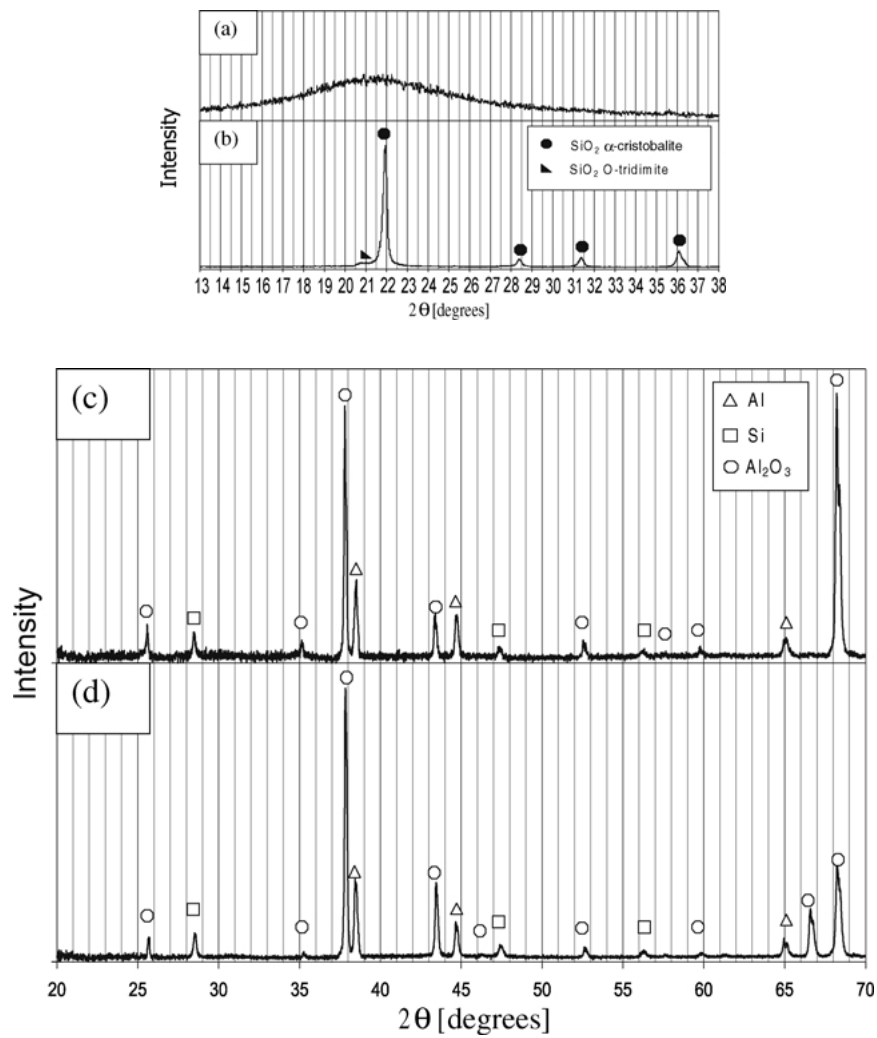 (a)
(b)
Intensity
SiO₂ α-cristobalite
SiO₂ O-tridimite
13 14 15 16 17 18 19 20 21 22 23 24 25 26 27 28 29 30 31 32 33 34 35 36 37 38
2Θ [degrees]
(c)
Al
Si
Al₂O₃
Intensity
(d)
20 25 30 35 40 45 50 55 60 65 70
2Θ [degrees]